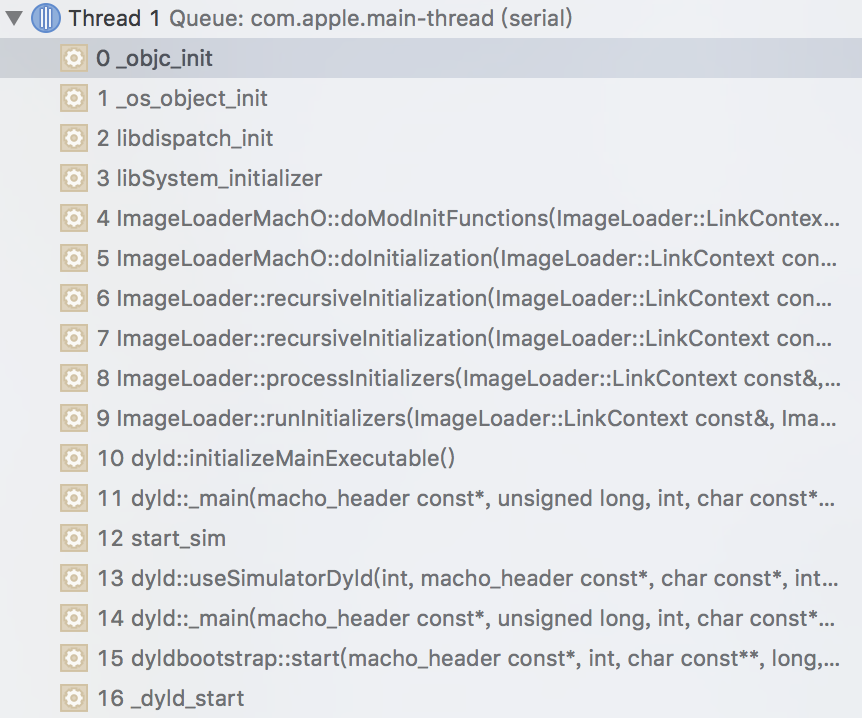 Thread 1 Queue: com.apple.main-thread (serial)
0 _objc_init
1 _os_object_init
2 libdispatch_init
3 libSystem_initializer
4 ImageLoaderMachO::doModInitFunctions(ImageLoader::LinkContex...
5 ImageLoaderMachO::doInitialization(ImageLoader::LinkContext con...
6 ImageLoader::recursiveInitialization(ImageLoader::LinkContext con...
7 ImageLoader::recursiveInitialization(ImageLoader::LinkContext con...
8 ImageLoader::processInitializers(ImageLoader::LinkContext const&,...
9 ImageLoader::runInitializers(ImageLoader::LinkContext const&, Ima...
10 dyld::initializeMainExecutable()
11 dyld::_main(macho_header const*, unsigned long, int, char const*...
12 start_sim
13 dyld::useSimulatorDyld(int, macho_header const*, char const*, int...
14 dyld::_main(macho_header const*, unsigned long, int, char const*...
15 dyldbootstrap::start(macho_header const*, int, char const**, long,...
16 _dyld_start